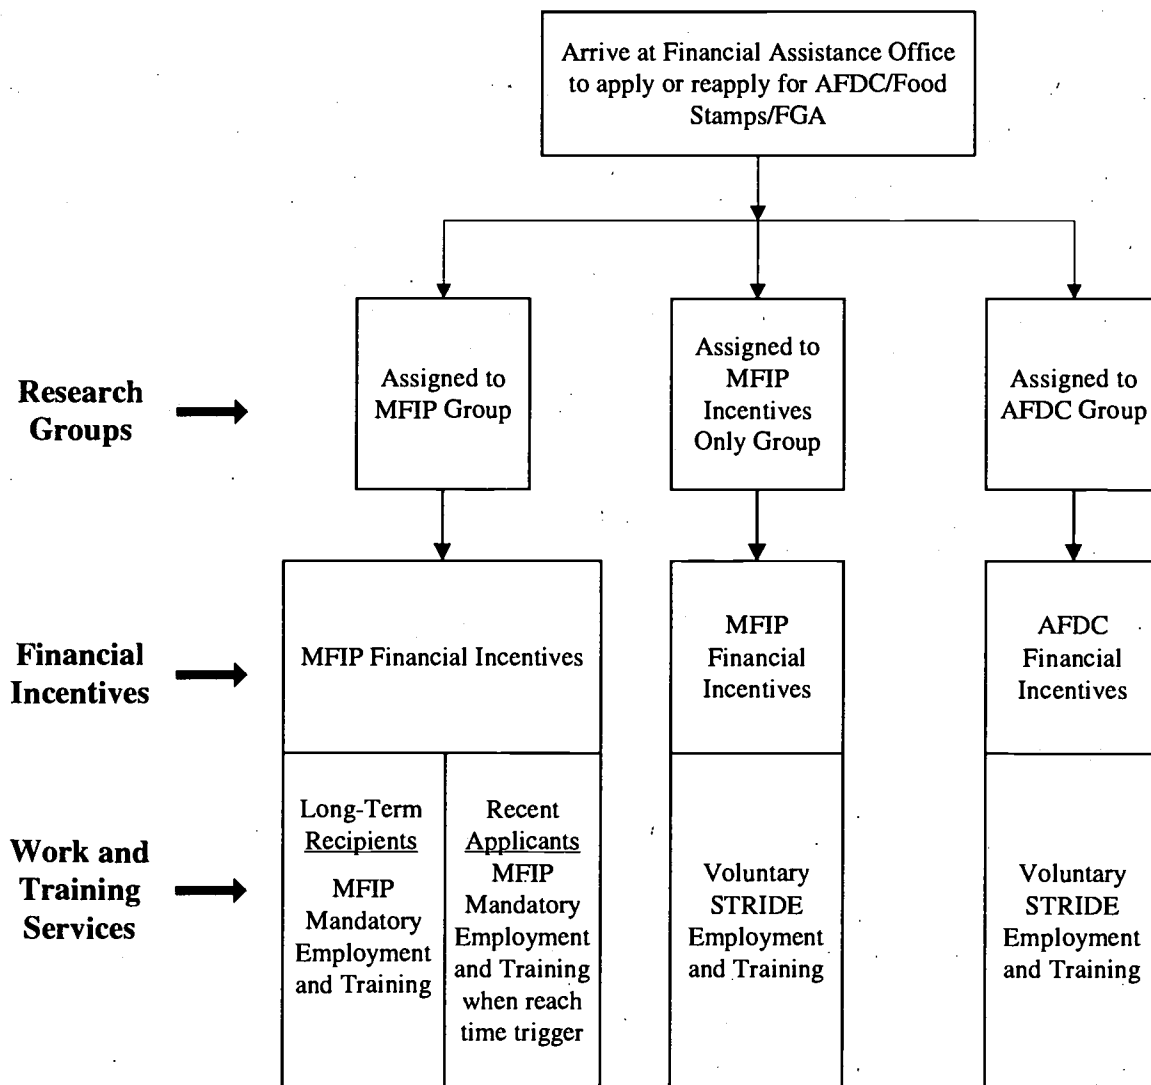 Arrive at Financial Assistance Office
to apply or reapply for AFDC/Food
Stamps/FGA
Research
Groups
Assigned to
MFIP Group
Assigned to
MFIP
Incentives
Only Group
Assigned to
AFDC Group
Financial
Incentives
MFIP Financial Incentives
MFIP
Financial
Incentives
AFDC
Financial
Incentives
Work and
Training
Services
Long-Term
Recipients
MFIP
Mandatory
Employment
and Training
Recent
Applicants
MFIP
Mandatory
Employment
and Training
when reach
time trigger
Voluntary
STRIDE
Employment
and Training
Voluntary
STRIDE
Employment
and Training